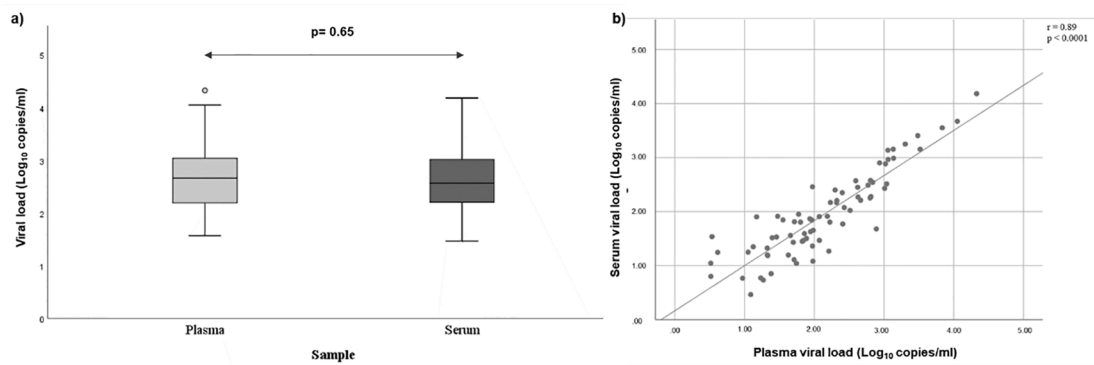 a)
p= 0.65
Viral load (Log10 copies/ml)
5
4
3
2
1
0
Plasma
Serum
Sample
b)
r = 0.89
p < 0.0001
Serum viral load (Log10 copies/ml)
5.00
4.00
3.00
2.00
1.00
.00
.00 1.00 2.00 3.00 4.00 5.00
Plasma viral load (Log10 copies/ml)